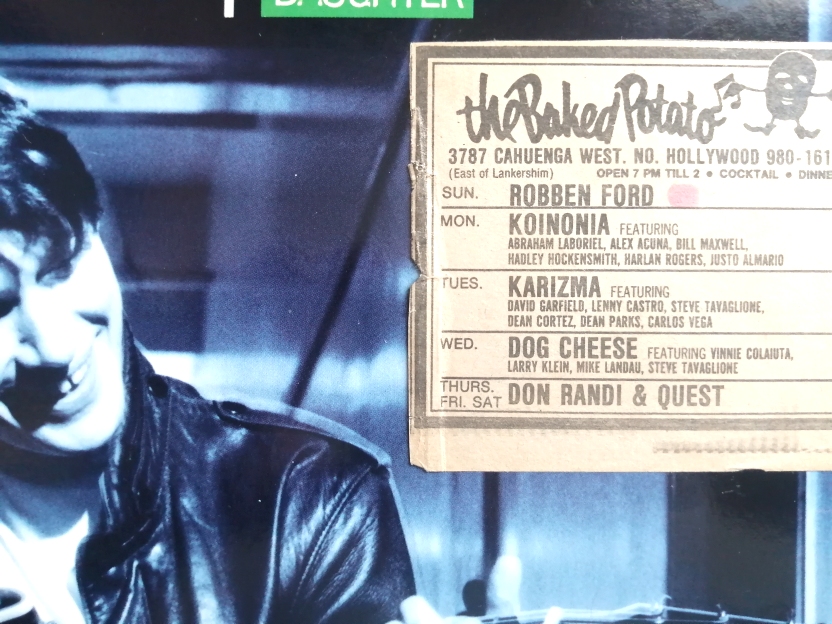 DAUGHTER
the Baked Potato
3787 CAHUENGA WEST. NO. HOLLYWOOD 980-161
(East of Lankershim) OPEN 7 PM TILL 2 • COCKTAIL • DINNE
SUN. ROBBEN FORD
MON. KOINONIA FEATURING
ABRAHAM LABORIEL, ALEX ACUNA, BILL MAXWELL,
HADLEY HOCKENSMITH, HARLAN ROGERS, JUSTO ALMARIO
TUES. KARIZMA FEATURING
DAVID GARFIELD, LENNY CASTRO, STEVE TAVAGLIONE,
DEAN CORTEZ, DEAN PARKS, CARLOS VEGA
WED. DOG CHEESE FEATURING VINNIE COLAIUTA,
LARRY KLEIN, MIKE LANDAU, STEVE TAVAGLIONE
THURS.
FRI. SAT DON RANDI & QUEST